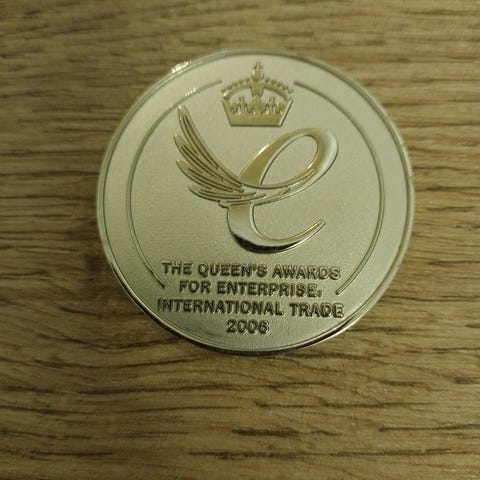 THE QUEEN'S AWARDS
FOR ENTERPRISE:
INTERNATIONAL TRADE
2006